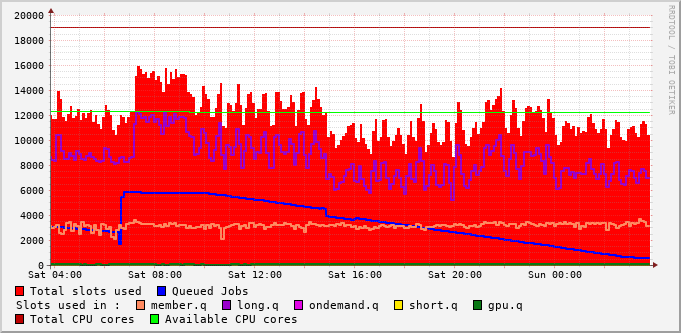 20000
18000
16000
14000
12000
10000
8000
6000
4000
2000
0
Sat 04:00 Sat 08:00 Sat 12:00 Sat 16:00 Sat 20:00 Sun 00:00
RRDTOOL / TOBI OETIKER
Total slots used Queued Jobs
Slots used in : member.q long.q ondemand.q short.q gpu.q
Total CPU cores Available CPU cores